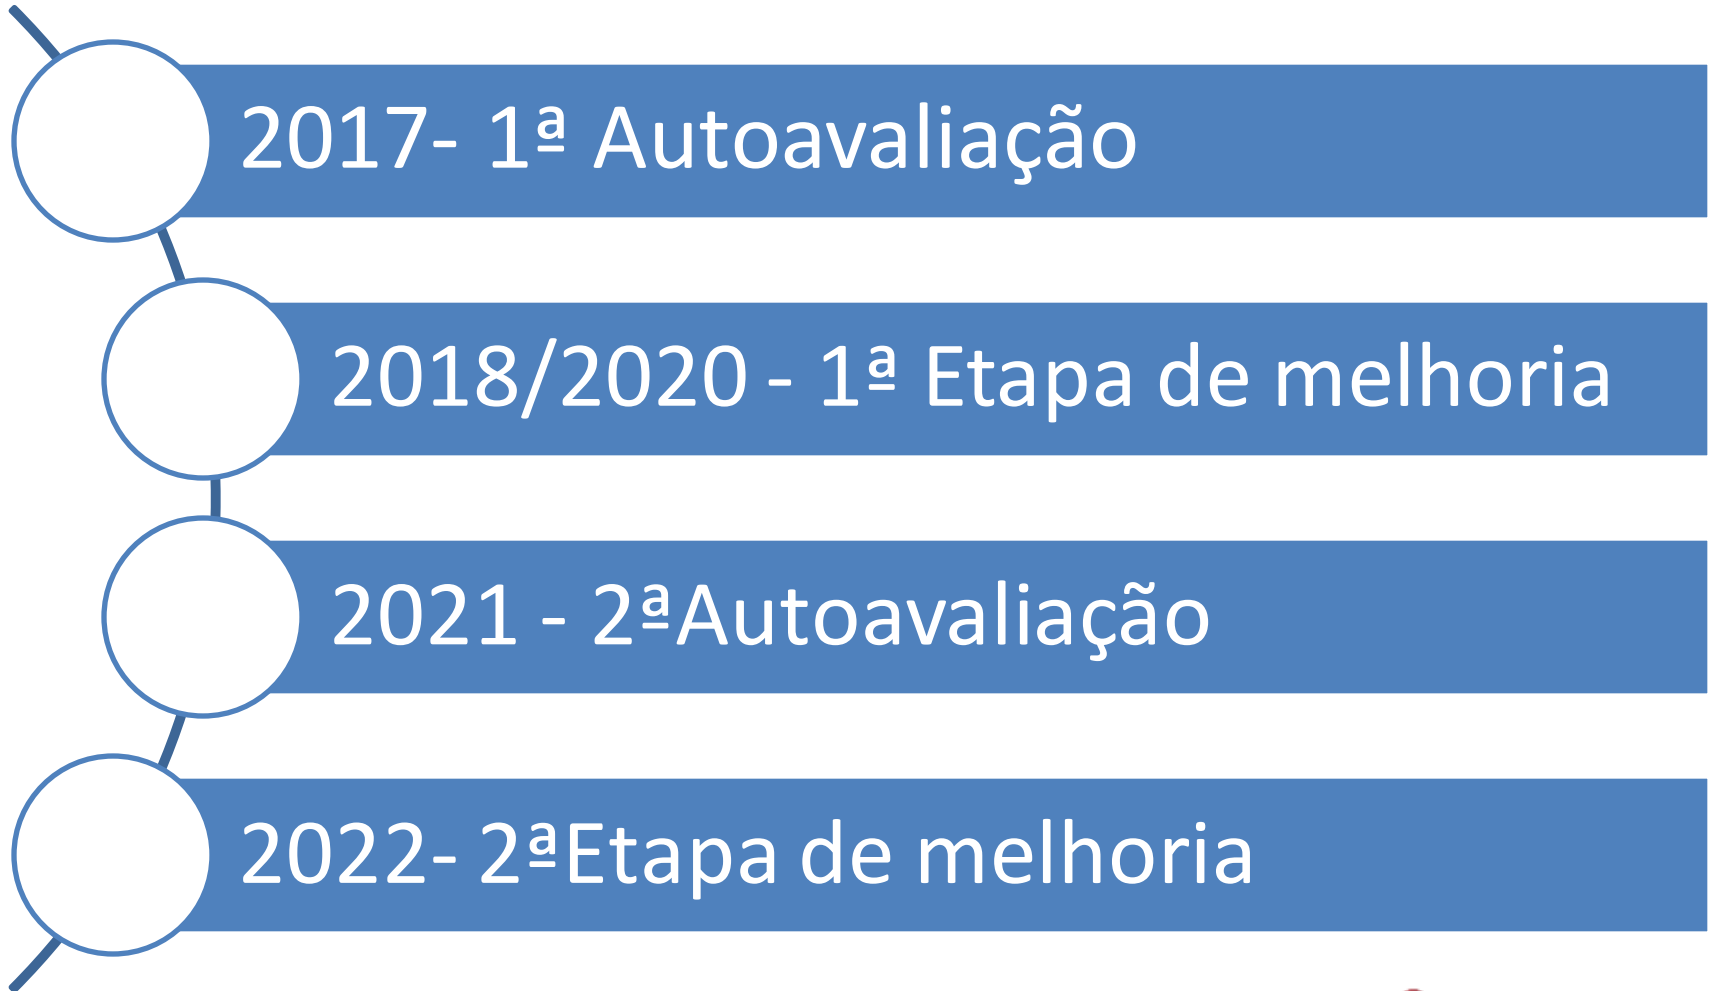 2017- 1ª Autoavaliação
2018/2020 - 1ª Etapa de melhoria
2021 - 2ªAutoavaliação
2022- 2ªEtapa de melhoria